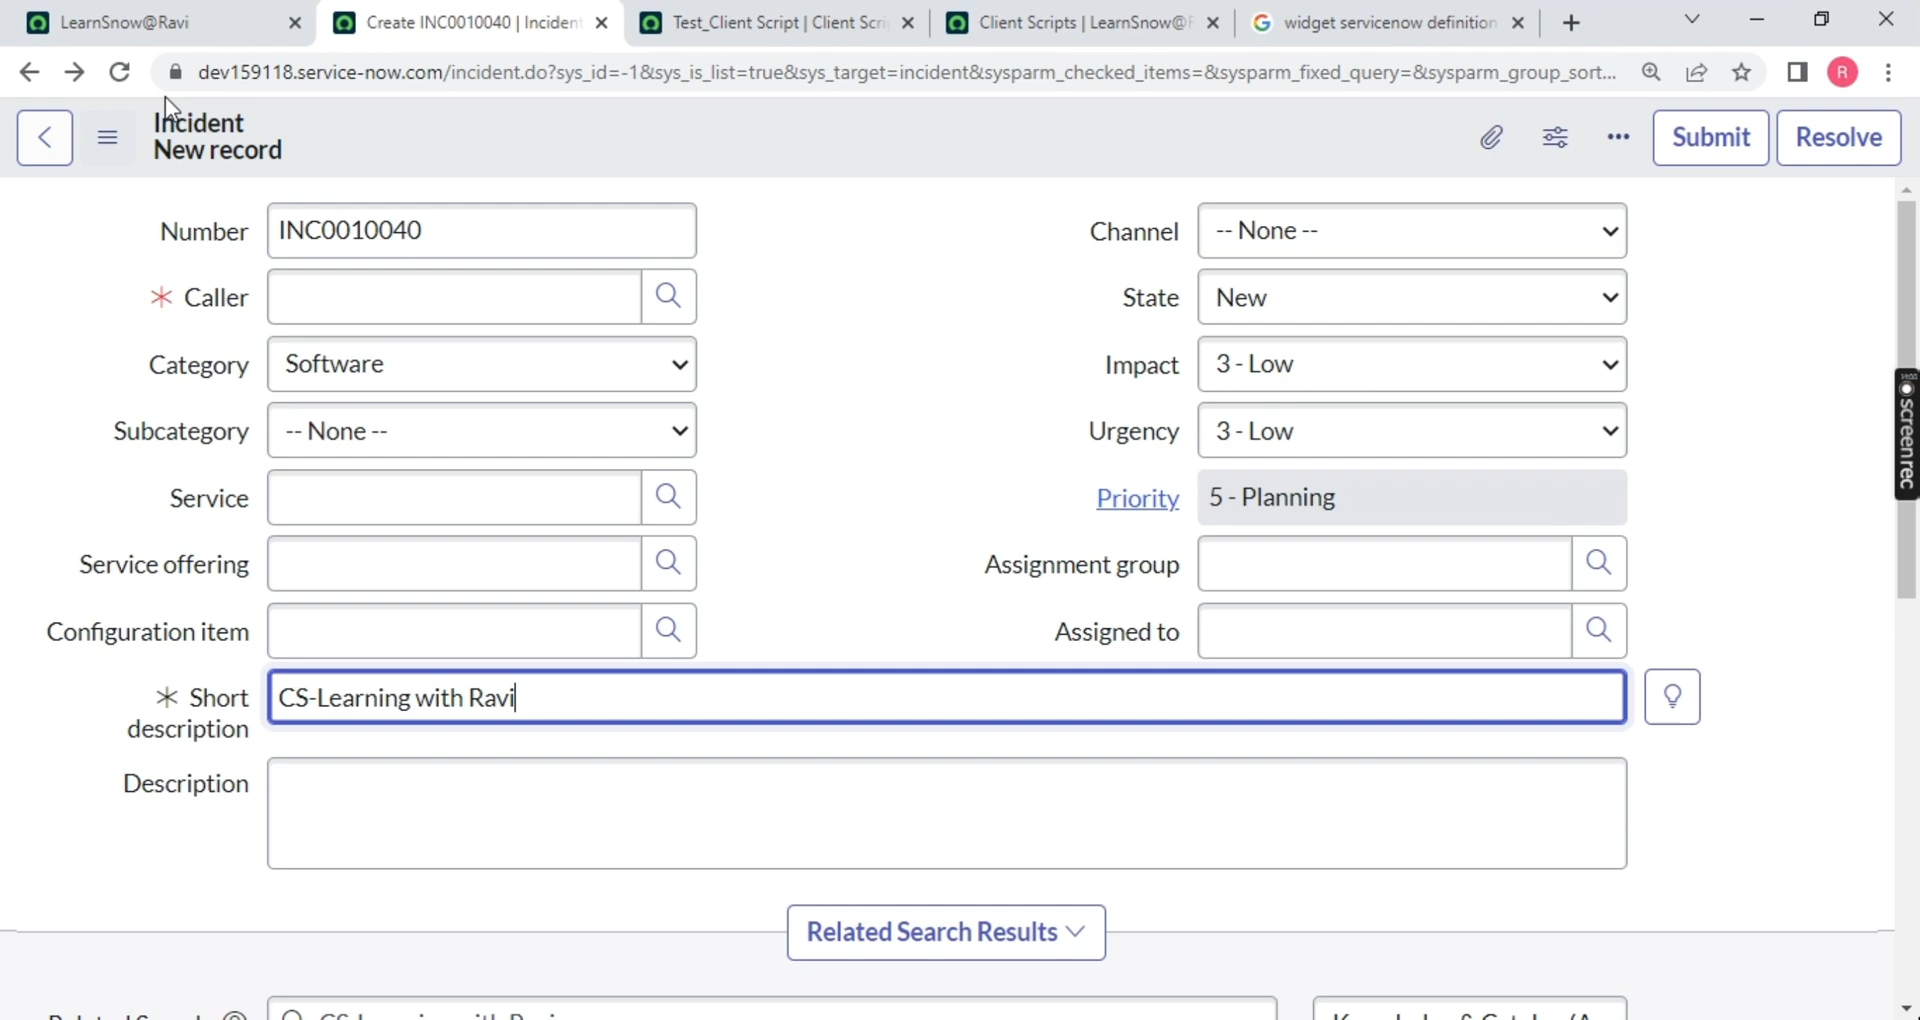 LearnSnow@Ravi
Create INC0010040 | Incident
Test_Client Script | Client Scri
Client Scripts | LearnSnow@R
widget servicenow definition
dev159118.service-now.com/incident.do?sys_id=-1&sys_is_list=true&sys_target=incident&sysparm_checked_items=&sysparm_fixed_query=&sysparm_group_sort...
R
Incident
New record
Submit
Resolve
Number INC0010040
Channel -- None --
* Caller
State New
Category Software
Impact 3 - Low
Subcategory -- None --
Urgency 3 - Low
Service
Priority 5 - Planning
Service offering
Assignment group
Configuration item
Assigned to
* Short description CS-Learning with Ravi
Description
Related Search Results
screenrec